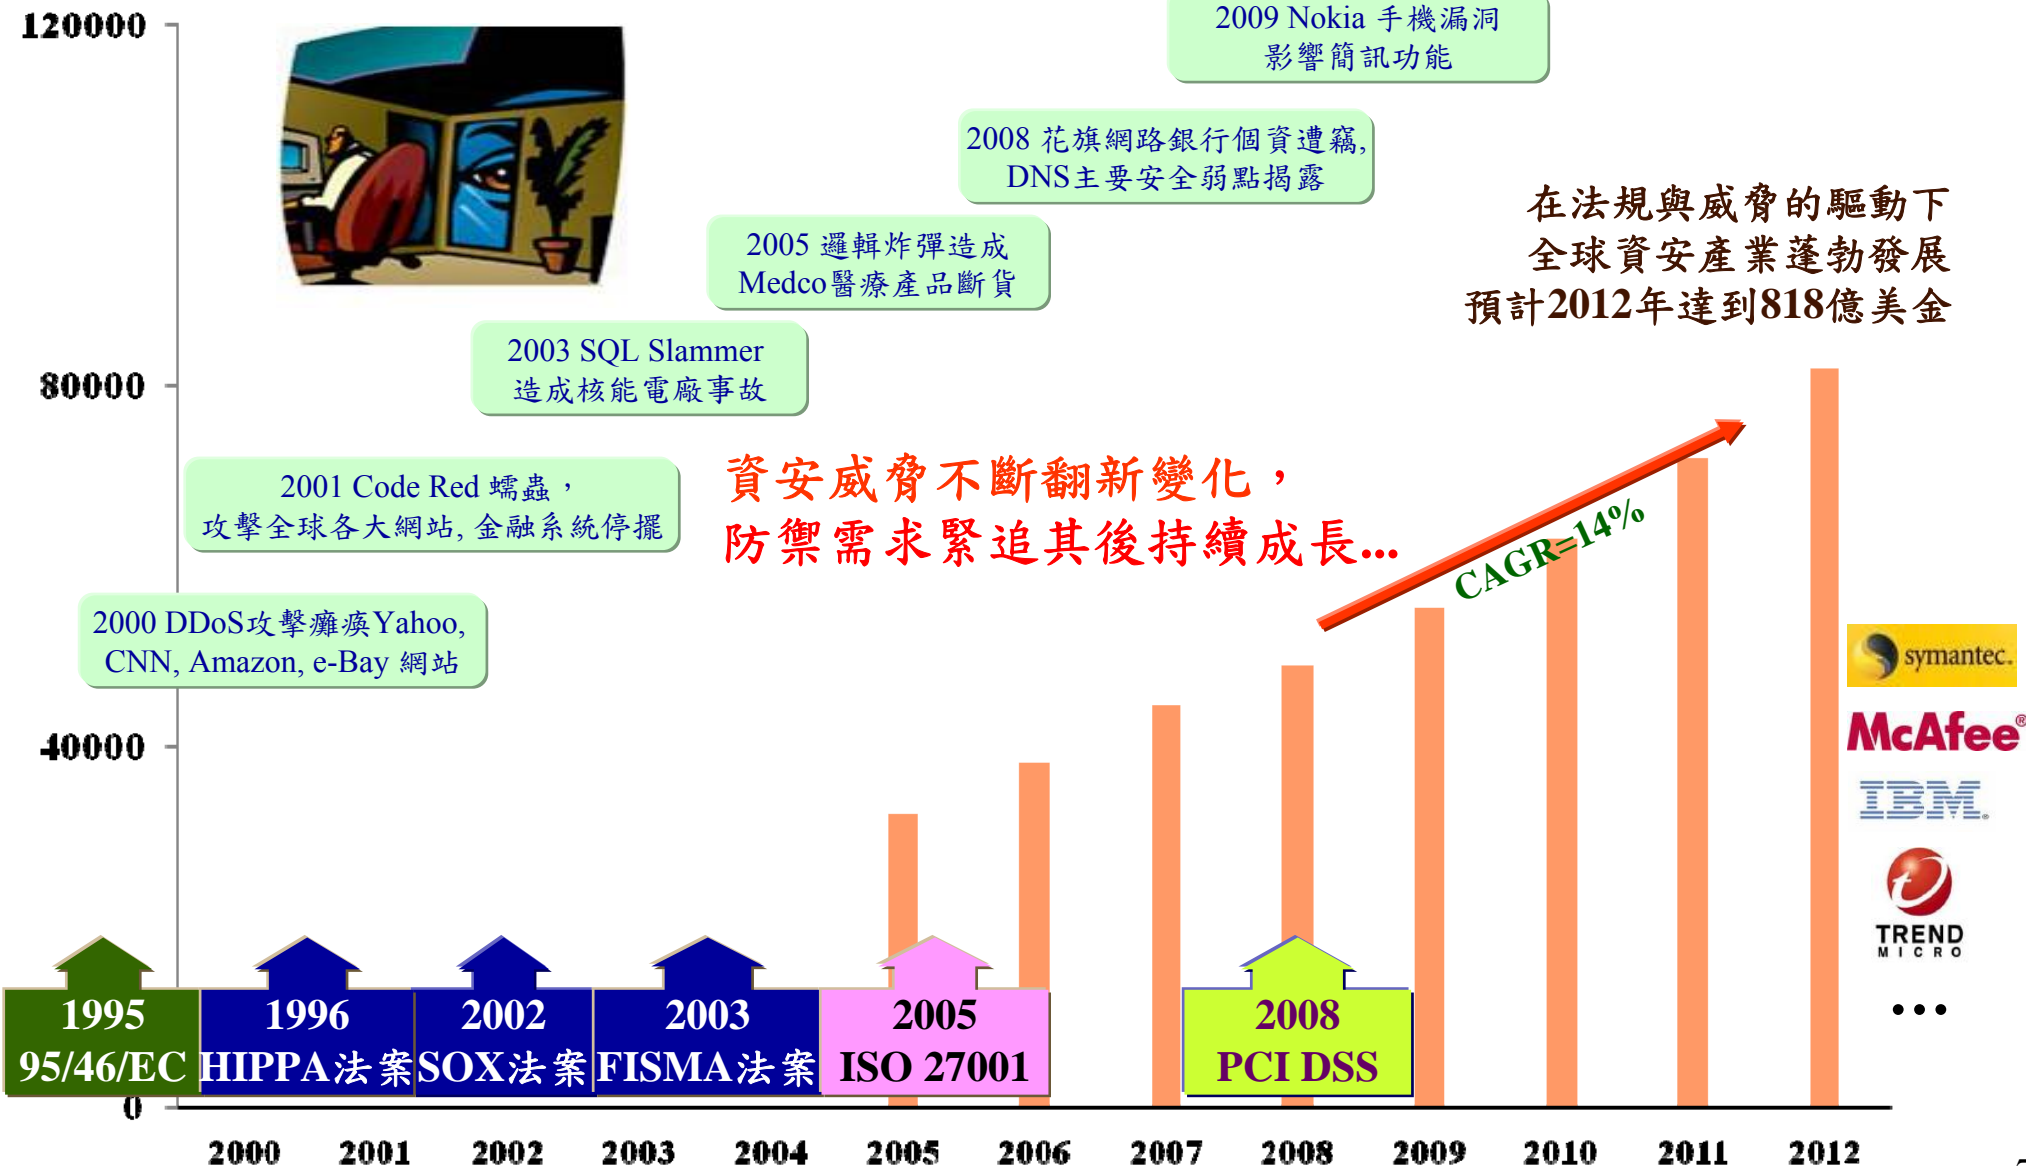 120000
80000
40000
0
2009 Nokia 手機漏洞
影響簡訊功能
2008 花旗網路銀行個資遭竊,
DNS主要安全弱點揭露
2005 邏輯炸彈造成
Medco醫療產品斷貨
2003 SQL Slammer
造成核能電廠事故
2001 Code Red 蠕蟲，
攻擊全球各大網站, 金融系統停擺
2000 DDoS攻擊癱瘓Yahoo,
CNN, Amazon, e-Bay 網站
在法規與威脅的驅動下
全球資安產業蓬勃發展
預計2012年達到818億美金
資安威脅不斷翻新變化，
防禦需求緊追其後持續成長...
CAGR=14%
symantec.
McAfee®
IBM®
TREND
MICRO
...
1995
95/46/EC
1996
HIPPA法案
2002
SOX法案
2003
FISMA法案
2005
ISO 27001
2008
PCI DSS
2000 2001 2002 2003 2004 2005 2006 2007 2008 2009 2010 2011 2012